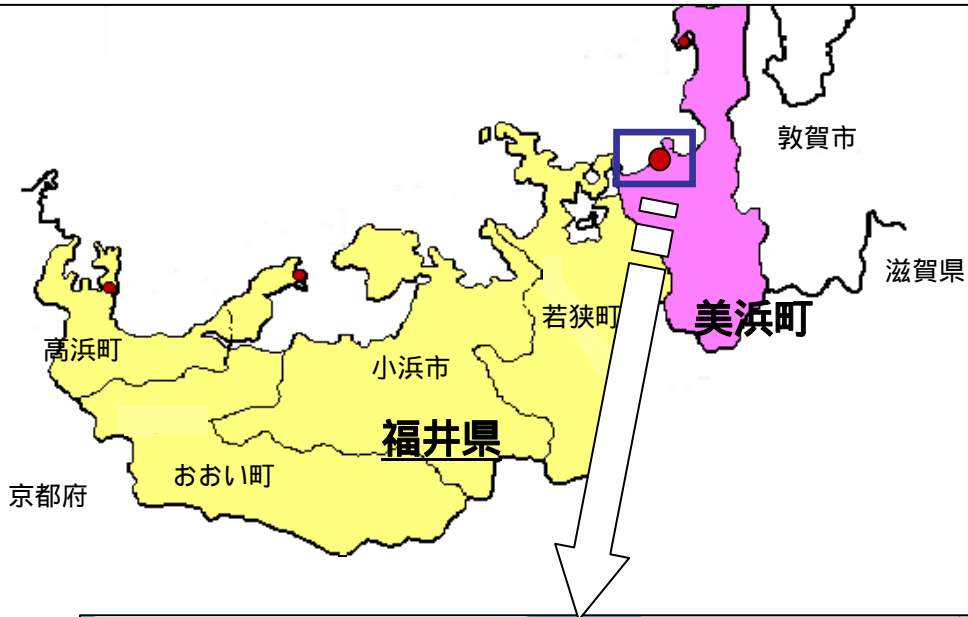 敦賀市
滋賀県
若狭町
美浜町
高浜町
小浜市
福井県
おおい町
京都府